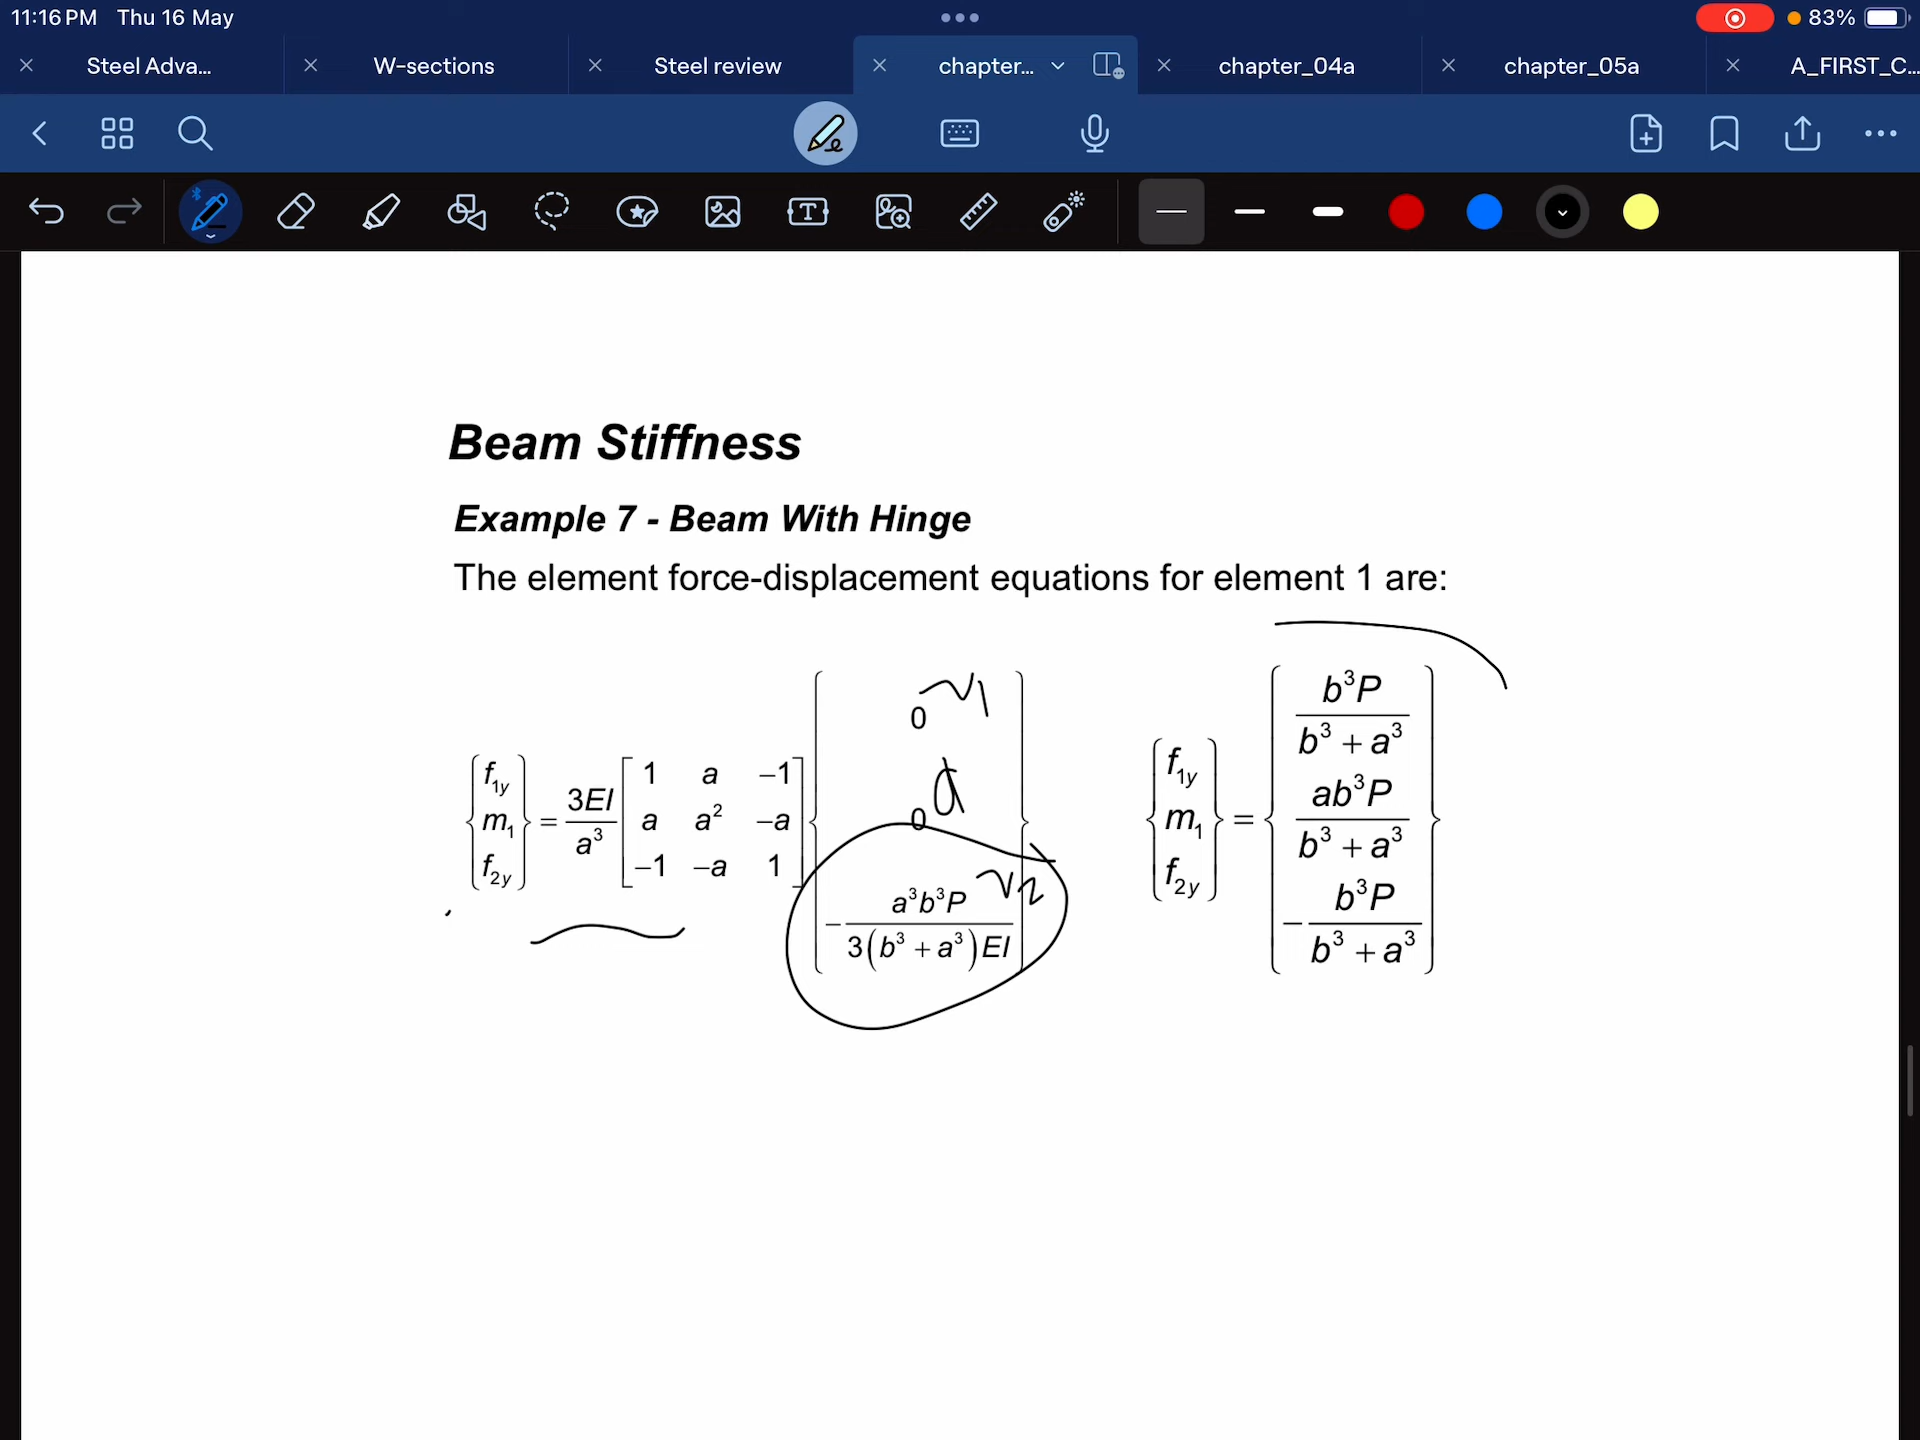 11:16 PM Thu 16 May 83%
Steel Adva... W-sections Steel review chapter... chapter_04a chapter_05a A_FIRST_C...
Beam Stiffness
Example 7 - Beam With Hinge
The element force-displacement equations for element 1 are:
{f₁y m₁ f₂y} = 3EI/a³ [1 a −1; a a² −a; −1 −a 1] {0 0 −a³b³P/3(b³ + a³)EI} {f₁y m₁ f₂y} = {b³P/b³ + a³ ab³P/b³ + a³ −b³P/b³ + a³}
v1
v2